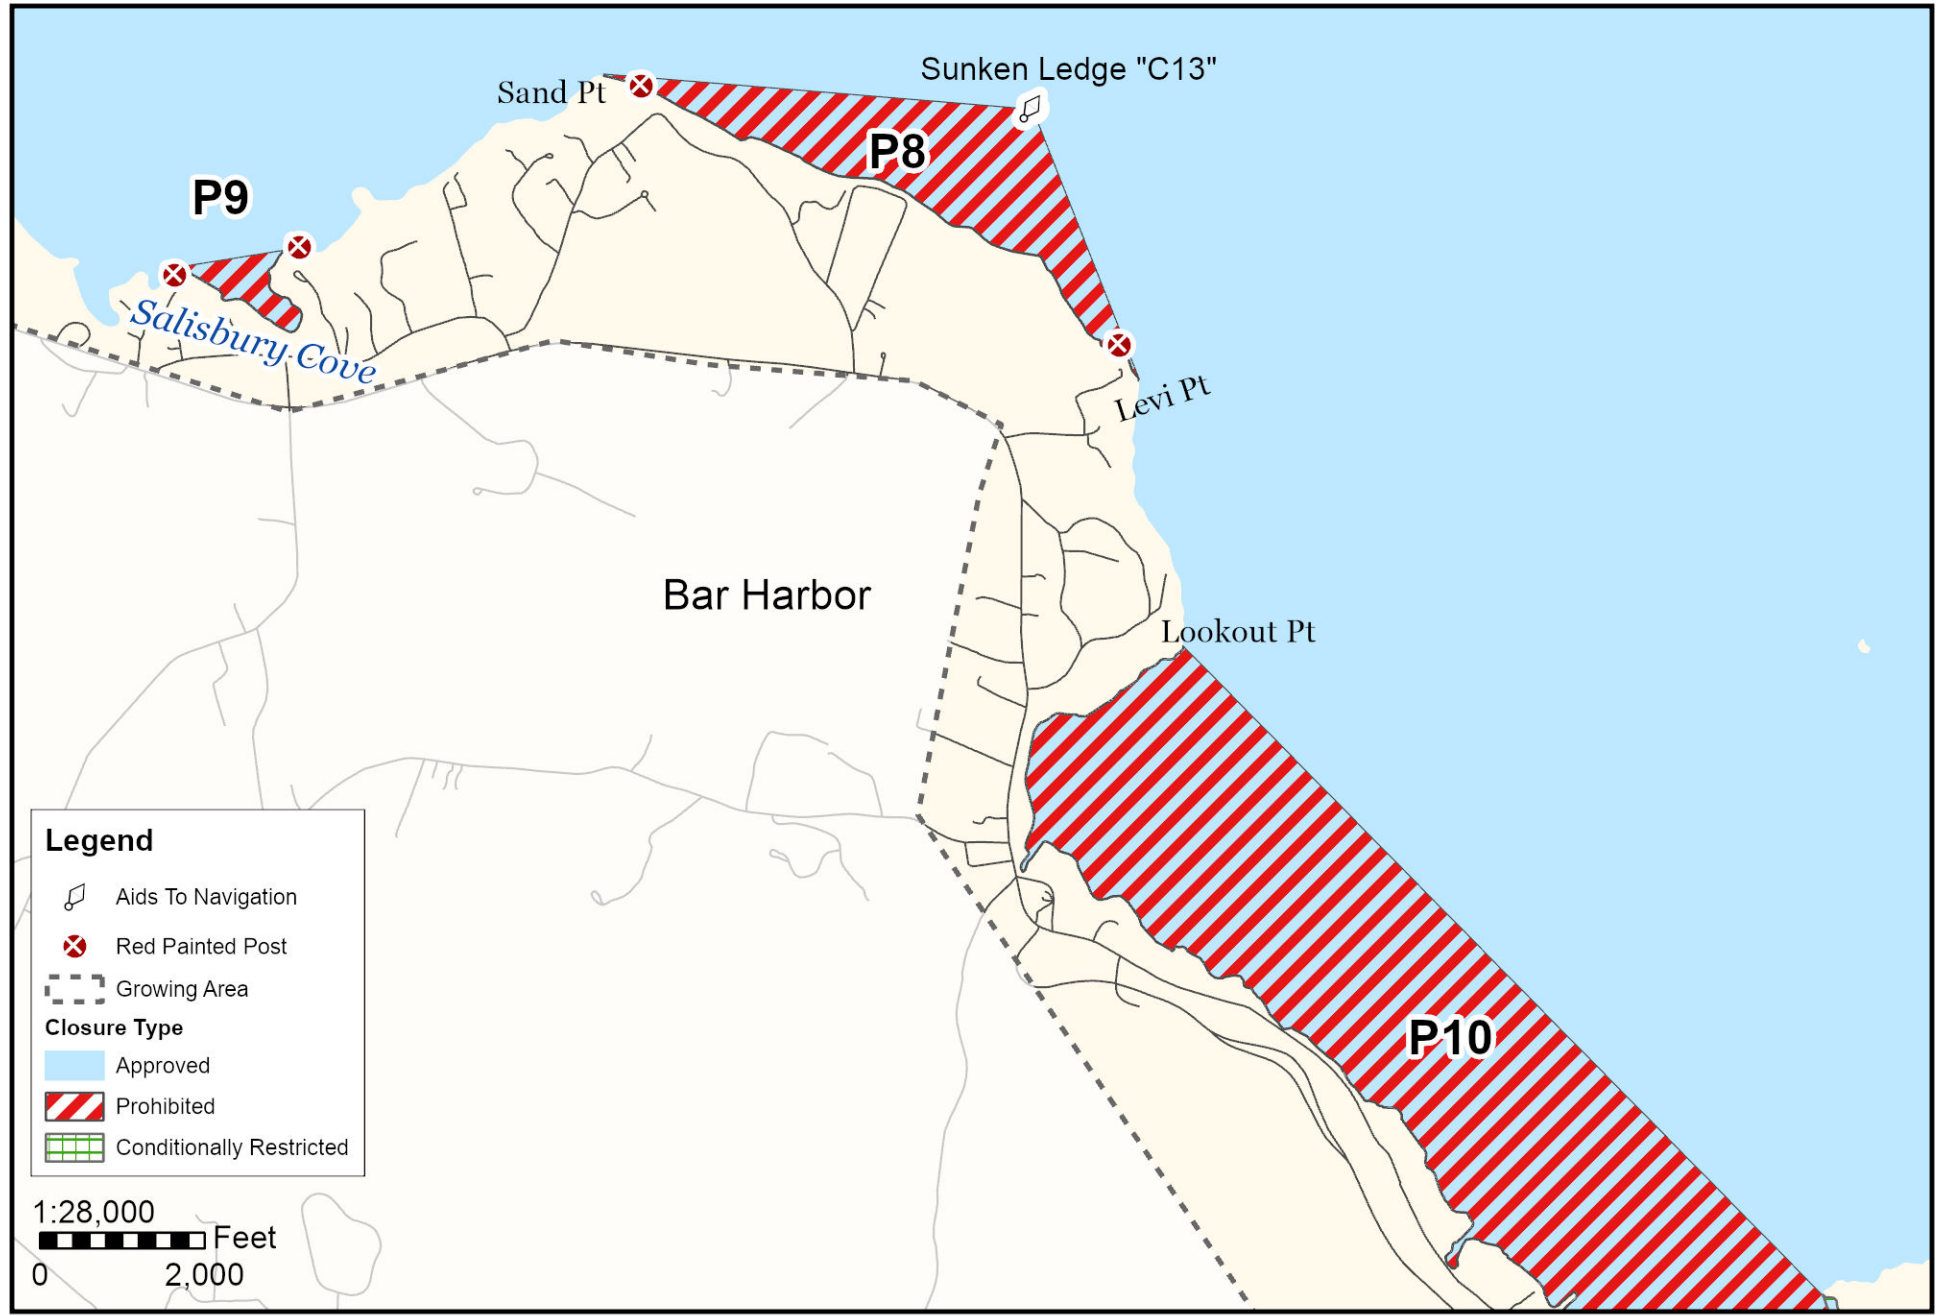 Sunken Ledge "C13"
Sand Pt
P8
P9
Salisbury Cove
Levi Pt
Bar Harbor
Lookout Pt
P10
Legend
Aids To Navigation
Red Painted Post
Growing Area
Closure Type
Approved
Prohibited
Conditionally Restricted
1:28,000
Feet
0 2,000